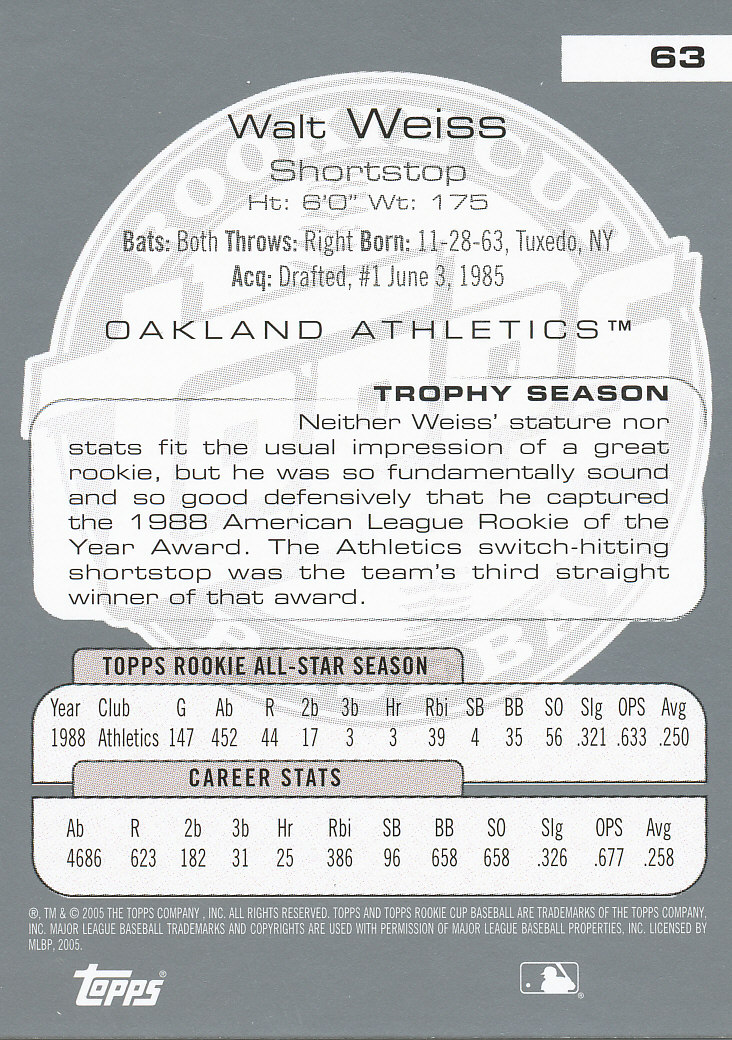 63
ROOKIE CUP
Walt Weiss
Shortstop
Ht: 6'0" Wt: 175
Bats: Both Throws: Right Born: 11-28-63, Tuxedo, NY
Acq: Drafted, #1 June 3, 1985
OAKLAND ATHLETICS™
TROPHY SEASON
Neither Weiss' stature nor
stats fit the usual impression of a great
rookie, but he was so fundamentally sound
and so good defensively that he captured
the 1988 American League Rookie of the
Year Award. The Athletics switch-hitting
shortstop was the team's third straight
winner of that award.
TOPPS ROOKIE ALL-STAR SEASON
Year Club G Ab R 2b 3b Hr Rbi SB BB SO Slg OPS Avg
1988 Athletics 147 452 44 17 3 3 39 4 35 56 .321 .633 .250
CAREER STATS
Ab R 2b 3b Hr Rbi SB BB SO Slg OPS Avg
4686 623 182 31 25 386 96 658 658 .326 .677 .258
®, TM & © 2005 THE TOPPS COMPANY , INC. ALL RIGHTS RESERVED. TOPPS AND TOPPS ROOKIE CUP BASEBALL ARE TRADEMARKS OF THE TOPPS COMPANY,
INC. MAJOR LEAGUE BASEBALL TRADEMARKS AND COPYRIGHTS ARE USED WITH PERMISSION OF MAJOR LEAGUE BASEBALL PROPERTIES, INC. LICENSED BY
MLBP, 2005.
Topps®
®